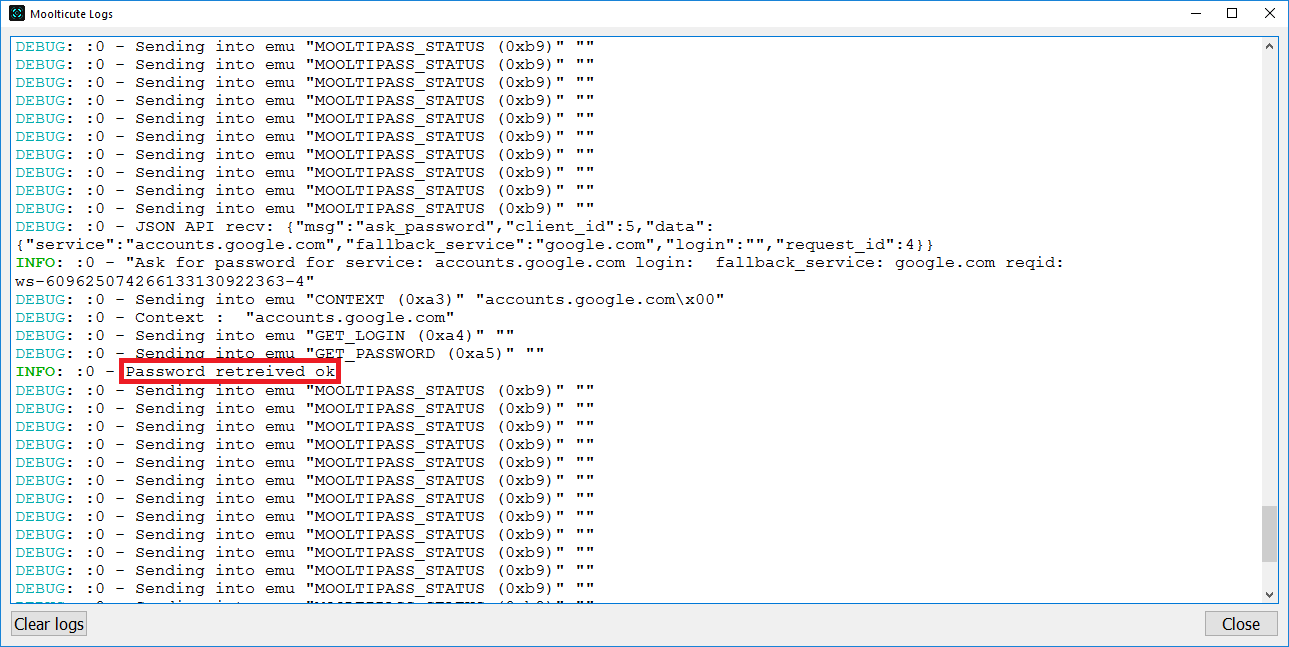 Moolticute Logs
DEBUG: :0 - Sending into emu "MOOLTIPASS_STATUS (0xb9)" ""
DEBUG: :0 - Sending into emu "MOOLTIPASS_STATUS (0xb9)" ""
DEBUG: :0 - Sending into emu "MOOLTIPASS_STATUS (0xb9)" ""
DEBUG: :0 - Sending into emu "MOOLTIPASS_STATUS (0xb9)" ""
DEBUG: :0 - Sending into emu "MOOLTIPASS_STATUS (0xb9)" ""
DEBUG: :0 - Sending into emu "MOOLTIPASS_STATUS (0xb9)" ""
DEBUG: :0 - Sending into emu "MOOLTIPASS_STATUS (0xb9)" ""
DEBUG: :0 - Sending into emu "MOOLTIPASS_STATUS (0xb9)" ""
DEBUG: :0 - Sending into emu "MOOLTIPASS_STATUS (0xb9)" ""
DEBUG: :0 - Sending into emu "MOOLTIPASS_STATUS (0xb9)" ""
DEBUG: :0 - JSON API recv: {"msg":"ask_password","client_id":5,"data":
{"service":"accounts.google.com","fallback_service":"google.com","login":"","request_id":4}}
INFO: :0 - "Ask for password for service: accounts.google.com login:  fallback_service: google.com reqid:
ws-609625074266133130922363-4"
DEBUG: :0 - Sending into emu "CONTEXT (0xa3)" "accounts.google.com\x00"
DEBUG: :0 - Context :  "accounts.google.com"
DEBUG: :0 - Sending into emu "GET_LOGIN (0xa4)" ""
DEBUG: :0 - Sending into emu "GET_PASSWORD (0xa5)" ""
INFO: :0 - Password retreived ok
DEBUG: :0 - Sending into emu "MOOLTIPASS_STATUS (0xb9)" ""
DEBUG: :0 - Sending into emu "MOOLTIPASS_STATUS (0xb9)" ""
DEBUG: :0 - Sending into emu "MOOLTIPASS_STATUS (0xb9)" ""
DEBUG: :0 - Sending into emu "MOOLTIPASS_STATUS (0xb9)" ""
DEBUG: :0 - Sending into emu "MOOLTIPASS_STATUS (0xb9)" ""
DEBUG: :0 - Sending into emu "MOOLTIPASS_STATUS (0xb9)" ""
DEBUG: :0 - Sending into emu "MOOLTIPASS_STATUS (0xb9)" ""
DEBUG: :0 - Sending into emu "MOOLTIPASS_STATUS (0xb9)" ""
DEBUG: :0 - Sending into emu "MOOLTIPASS_STATUS (0xb9)" ""
DEBUG: :0 - Sending into emu "MOOLTIPASS_STATUS (0xb9)" ""
DEBUG: :0 - Sending into emu "MOOLTIPASS_STATUS (0xb9)" ""
DEBUG: :0 - Sending into emu "MOOLTIPASS_STATUS (0xb9)" ""
Clear logs
Close